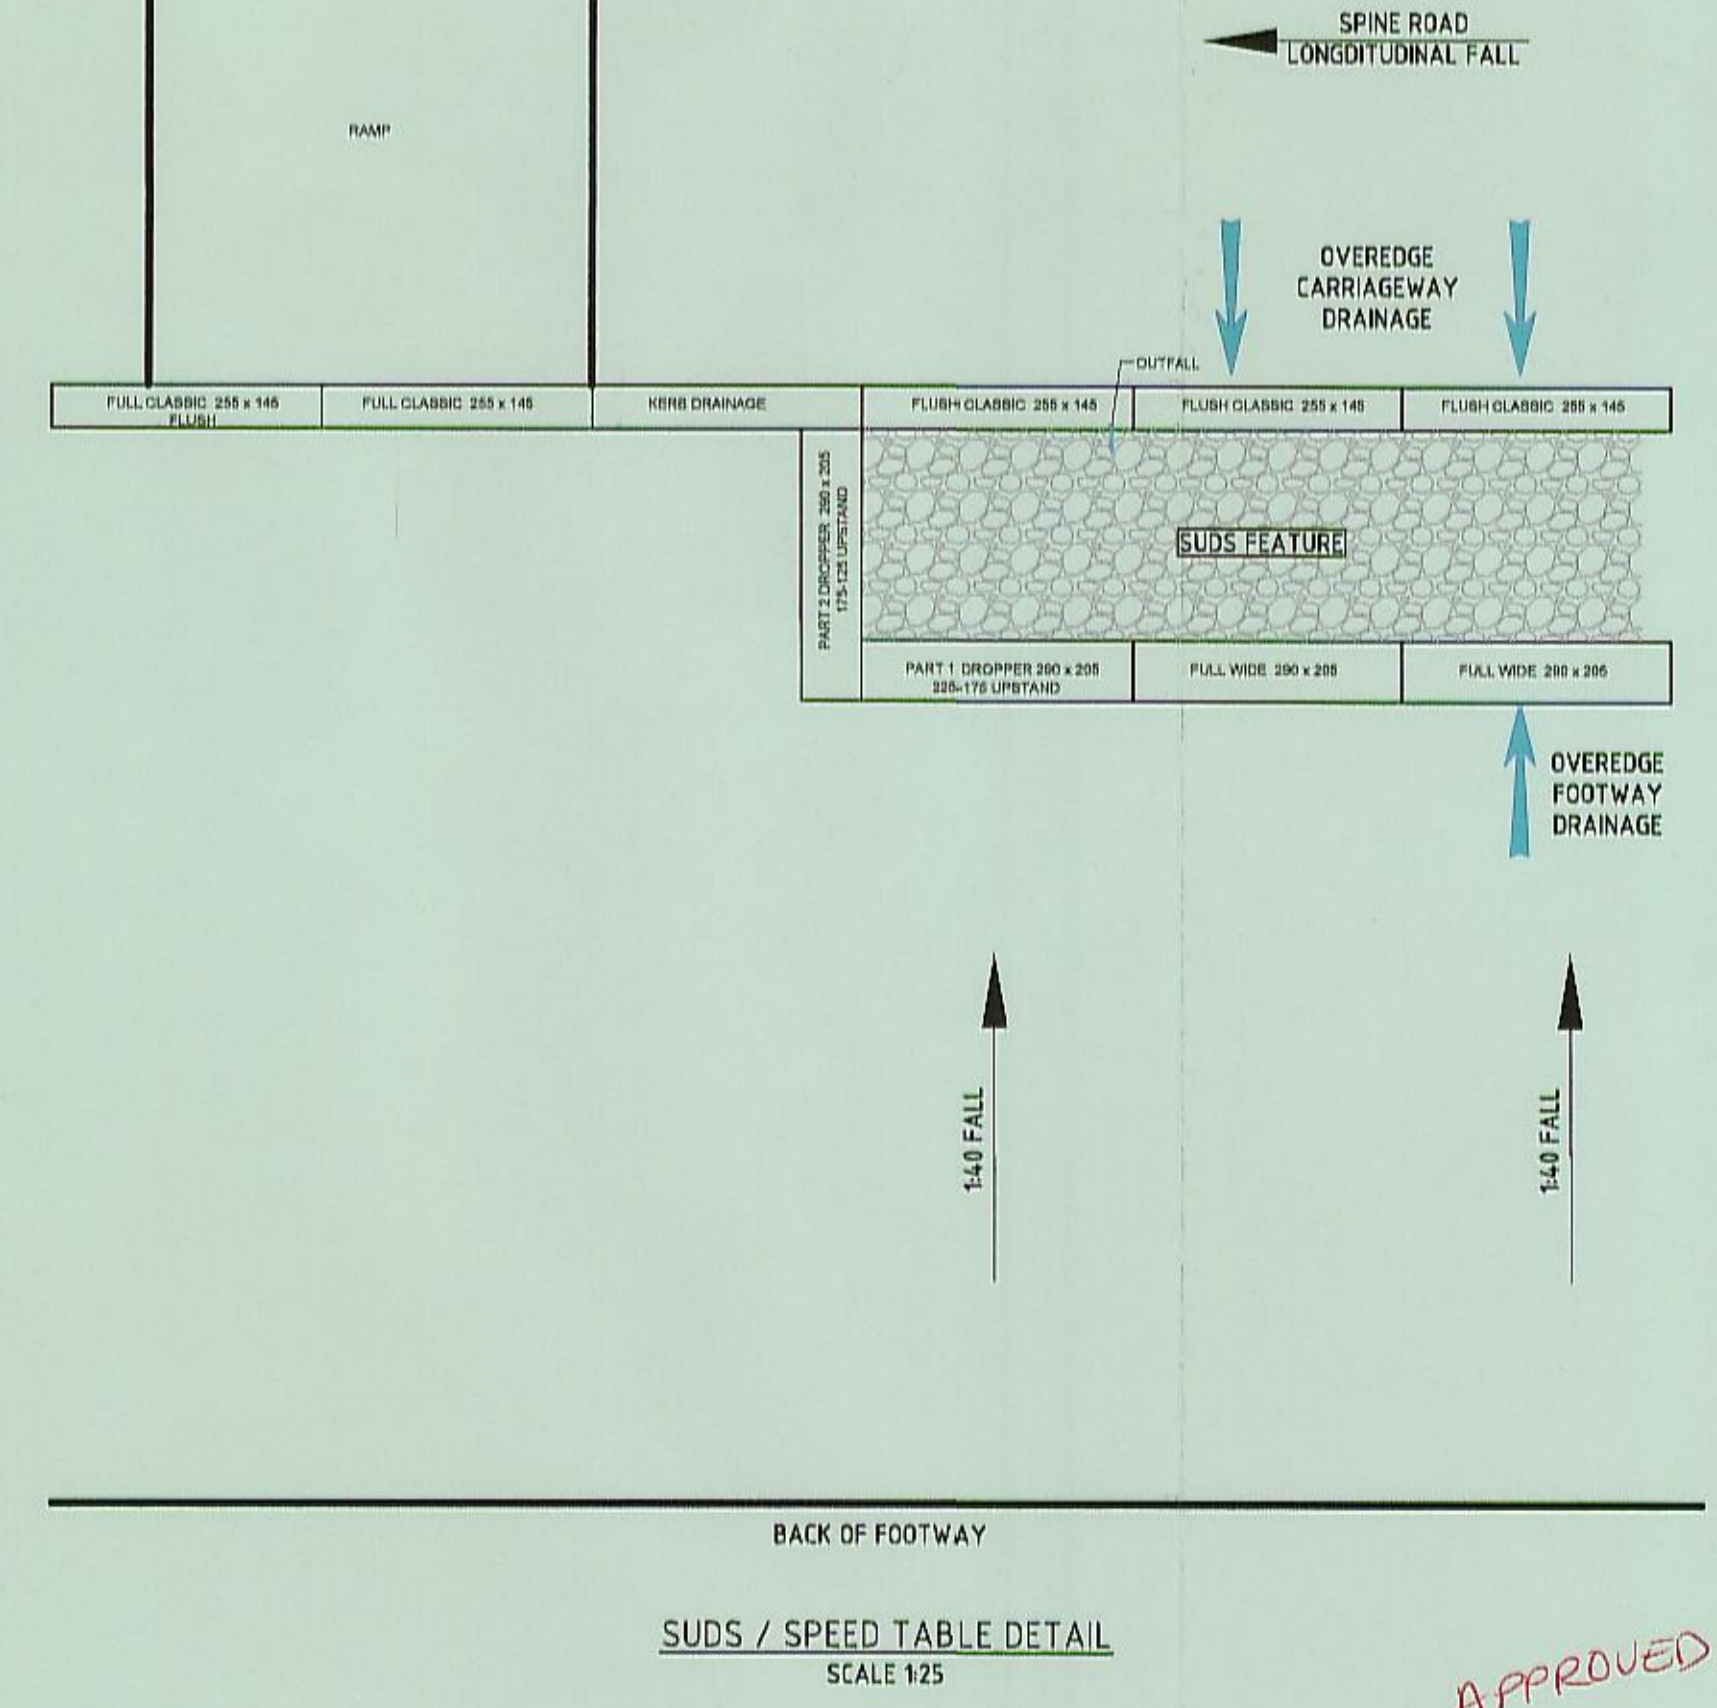 SPINE ROAD
LONGDITUDINAL FALL
RAMP
OVEREDGE
CARRIAGEWAY
DRAINAGE
OUTFALL
FULL CLASSIC 255 x 145
FLUSH
FULL CLASSIC 255 x 145
KERB DRAINAGE
FLUSH CLASSIC 255 x 145
FLUSH CLASSIC 255 x 145
FLUSH CLASSIC 255 x 145
PART 2 DROPPER 290 x 205
175-125 UPSTAND
SUDS FEATURE
PART 1 DROPPER 290 x 205
225-175 UPSTAND
FULL WIDE 290 x 205
FULL WIDE 290 x 205
OVEREDGE
FOOTWAY
DRAINAGE
1:40 FALL
1:40 FALL
BACK OF FOOTWAY
SUDS / SPEED TABLE DETAIL
SCALE 1:25
APPROVED